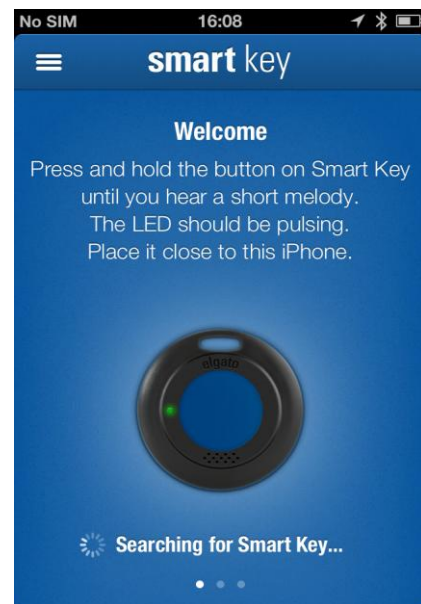 No SIM 16:08
smart key
Welcome
Press and hold the button on Smart Key
until you hear a short melody.
The LED should be pulsing.
Place it close to this iPhone.
elgato
Searching for Smart Key...